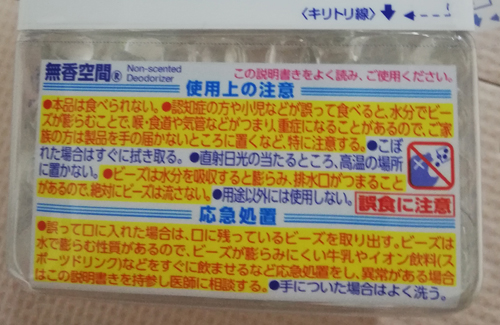 〈キリトリ線〉
無香空間®
Non-scented
Deodorizer
この説明書きをよく読み、ご使用ください。
使用上の注意
●本品は食べられない。●認知症の方や小児などが誤って食べると、水分でビー
ズが膨らむことで、喉・食道や気管などがつまり、重症になることがあるので、ご家
族の方は製品を手の届かないところに置くなど、特に注意する。●こぼ
れた場合はすぐに拭き取る。●直射日光の当たるところ、高温の場所
に置かない。●ビーズは水分を吸収すると膨らみ、排水口がつまること
があるので、絶対にビーズは流さない。●用途以外には使用しない。
誤食に注意
応急処置
●誤って口に入れた場合は、口に残っているビーズを取り出す。ビーズは
水で膨らむ性質があるので、ビーズが膨らみにくい牛乳やイオン飲料(ス
ポーツドリンク)などをすぐに飲ませるなど応急処置をし、異常がある場合
はこの説明書きを持参し医師に相談する。●手についた場合はよく洗う。